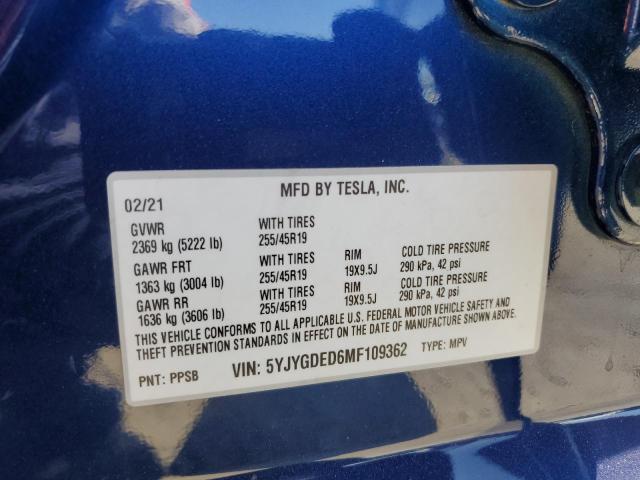 MFD BY TESLA, INC.
02/21
GVWR WITH TIRES
2369 kg (5222 lb) 255/45R19
GAWR FRT WITH TIRES RIM COLD TIRE PRESSURE
1363 kg (3004 lb) 255/45R19 19X9.5J 290 kPa, 42 psi
GAWR RR WITH TIRES RIM COLD TIRE PRESSURE
1636 kg (3606 lb) 255/45R19 19X9.5J 290 kPa, 42 psi
THIS VEHICLE CONFORMS TO ALL APPLICABLE U.S. FEDERAL MOTOR VEHICLE SAFETY AND
THEFT PREVENTION STANDARDS IN EFFECT ON THE DATE OF MANUFACTURE SHOWN ABOVE.
PNT: PPSB VIN: 5YJYGDED6MF109362 TYPE: MPV